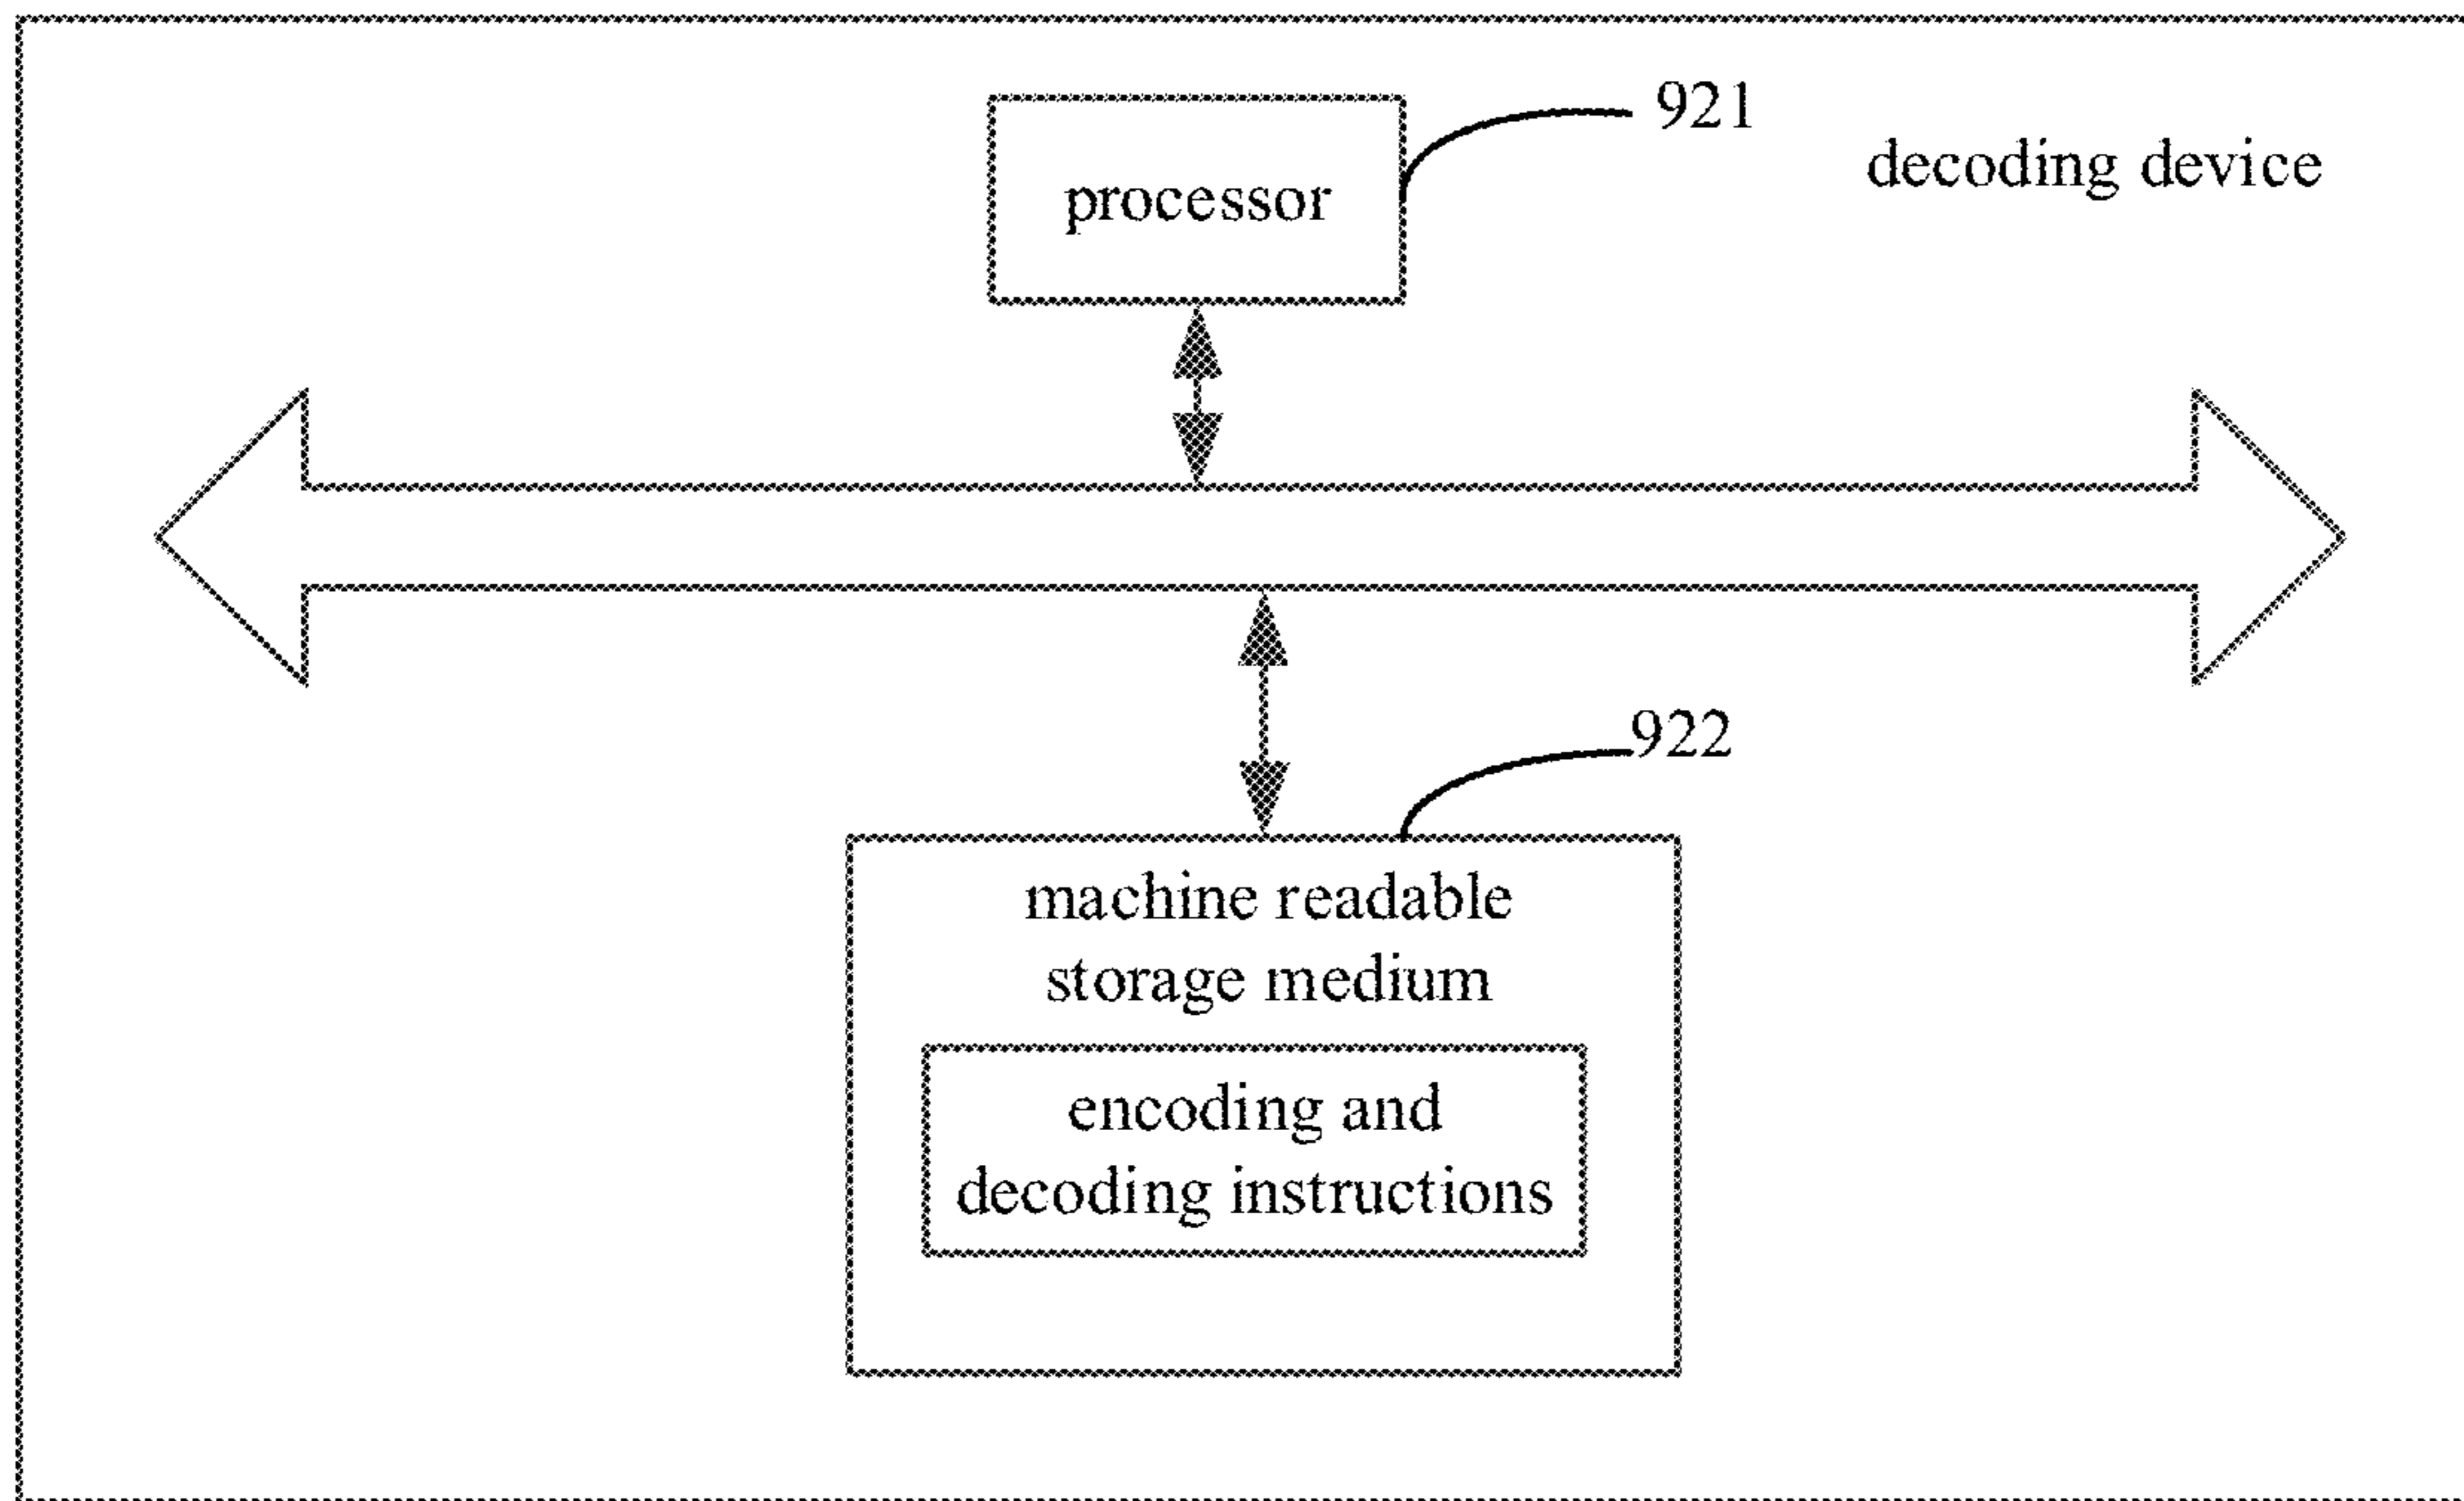 921
decoding device
processor
922
machine readable
storage medium
encoding and
decoding instructions